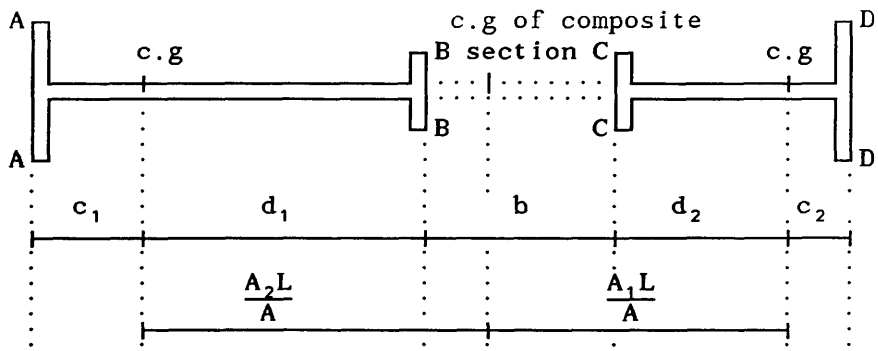 A c.g of composite D
c.g B section C c.g
A B C D
c₁ d₁ b d₂ c₂
A₂L A₁L
A A